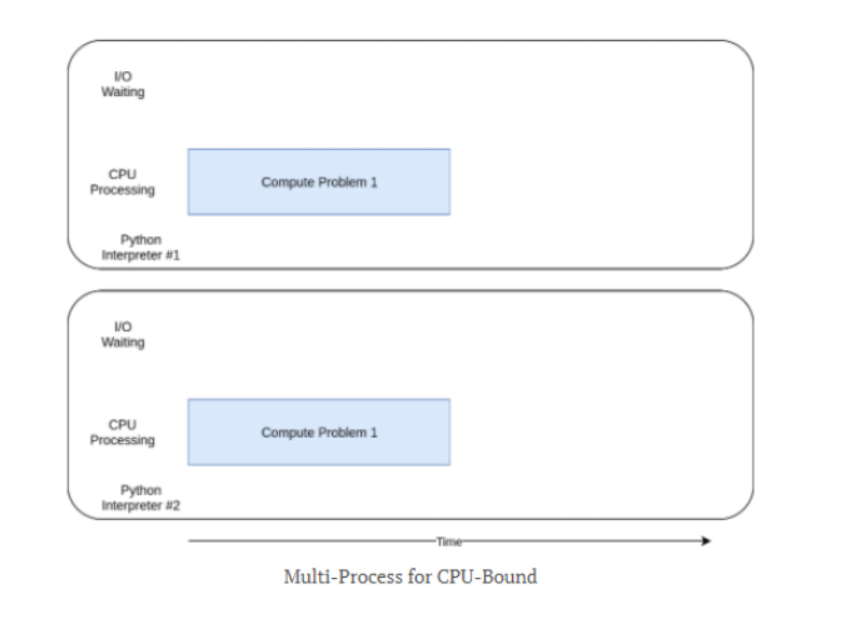 I/O
Waiting
CPU
Processing
Compute Problem 1
Python
Interpreter #1
I/O
Waiting
CPU
Processing
Compute Problem 1
Python
Interpreter #2
Time
Multi-Process for CPU-Bound